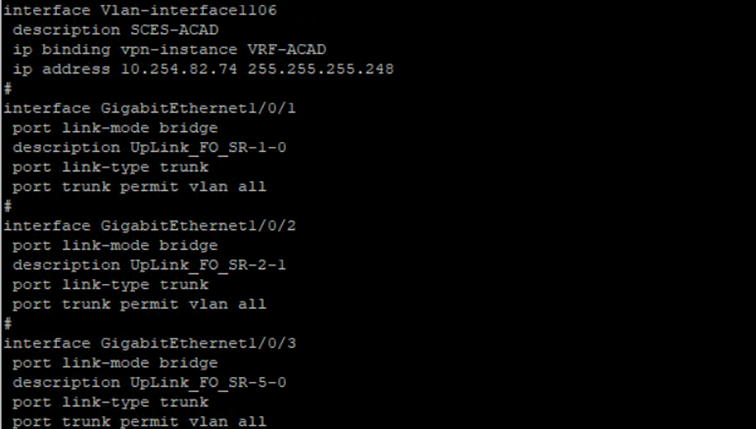 interface Vlan-interface1106
description SCES-ACAD
ip binding vpn-instance VRF-ACAD
ip address 10.254.82.74 255.255.255.248
#
interface GigabitEthernet1/0/1
port link-mode bridge
description UpLink_FO_SR-1-0
port link-type trunk
port trunk permit vlan all
#
interface GigabitEthernet1/0/2
port link-mode bridge
description UpLink_FO_SR-2-1
port link-type trunk
port trunk permit vlan all
#
interface GigabitEthernet1/0/3
port link-mode bridge
description UpLink_FO_SR-5-0
port link-type trunk
port trunk permit vlan all